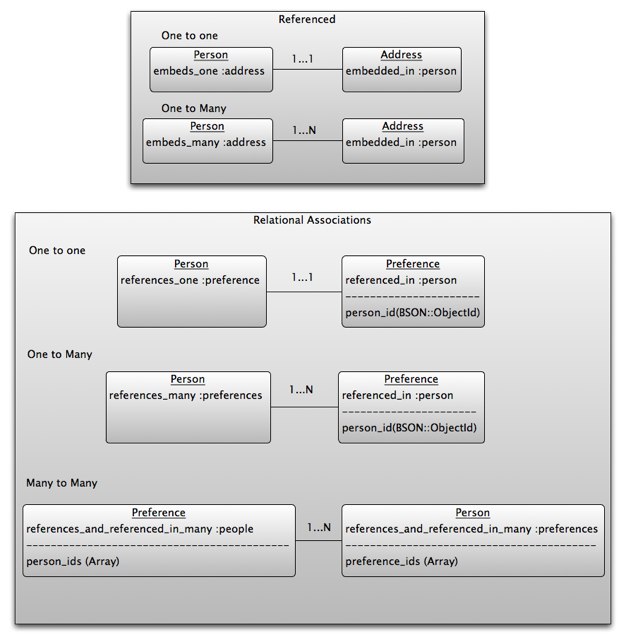 Referenced
One to one
Person
embeds_one :address
1...1
Address
embedded_in :person
One to Many
Person
embeds_many :address
1...N
Address
embedded_in :person
Relational Associations
One to one
Person
references_one :preference
1...1
Preference
referenced_in :person
-----------------------
person_id(BSON::ObjectId)
One to Many
Person
references_many :preferences
1...N
Preference
referenced_in :person
-----------------------
person_id(BSON::ObjectId)
Many to Many
Preference
references_and_referenced_in_many :people
--------------------------------------------
person_ids (Array)
1...N
Person
references_and_referenced_in_many :preferences
------------------------------------------
preference_ids (Array)